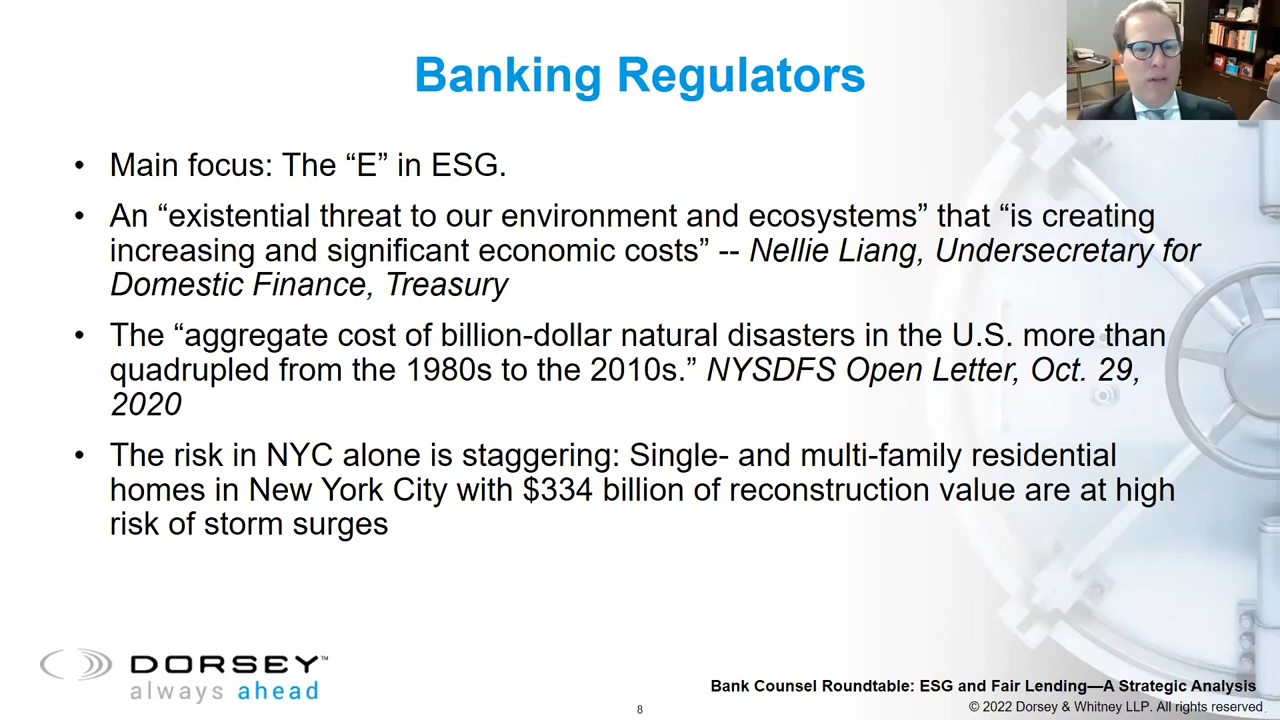 Banking Regulators
• Main focus: The “E” in ESG.
• An “existential threat to our environment and ecosystems” that “is creating
increasing and significant economic costs” -- Nellie Liang, Undersecretary for
Domestic Finance, Treasury
• The “aggregate cost of billion-dollar natural disasters in the U.S. more than
quadrupled from the 1980s to the 2010s.” NYSDFS Open Letter, Oct. 29,
2020
• The risk in NYC alone is staggering: Single- and multi-family residential
homes in New York City with $334 billion of reconstruction value are at high
risk of storm surges
DORSEY™
always ahead
Bank Counsel Roundtable: ESG and Fair Lending—A Strategic Analysis
8
© 2022 Dorsey & Whitney LLP. All rights reserved.